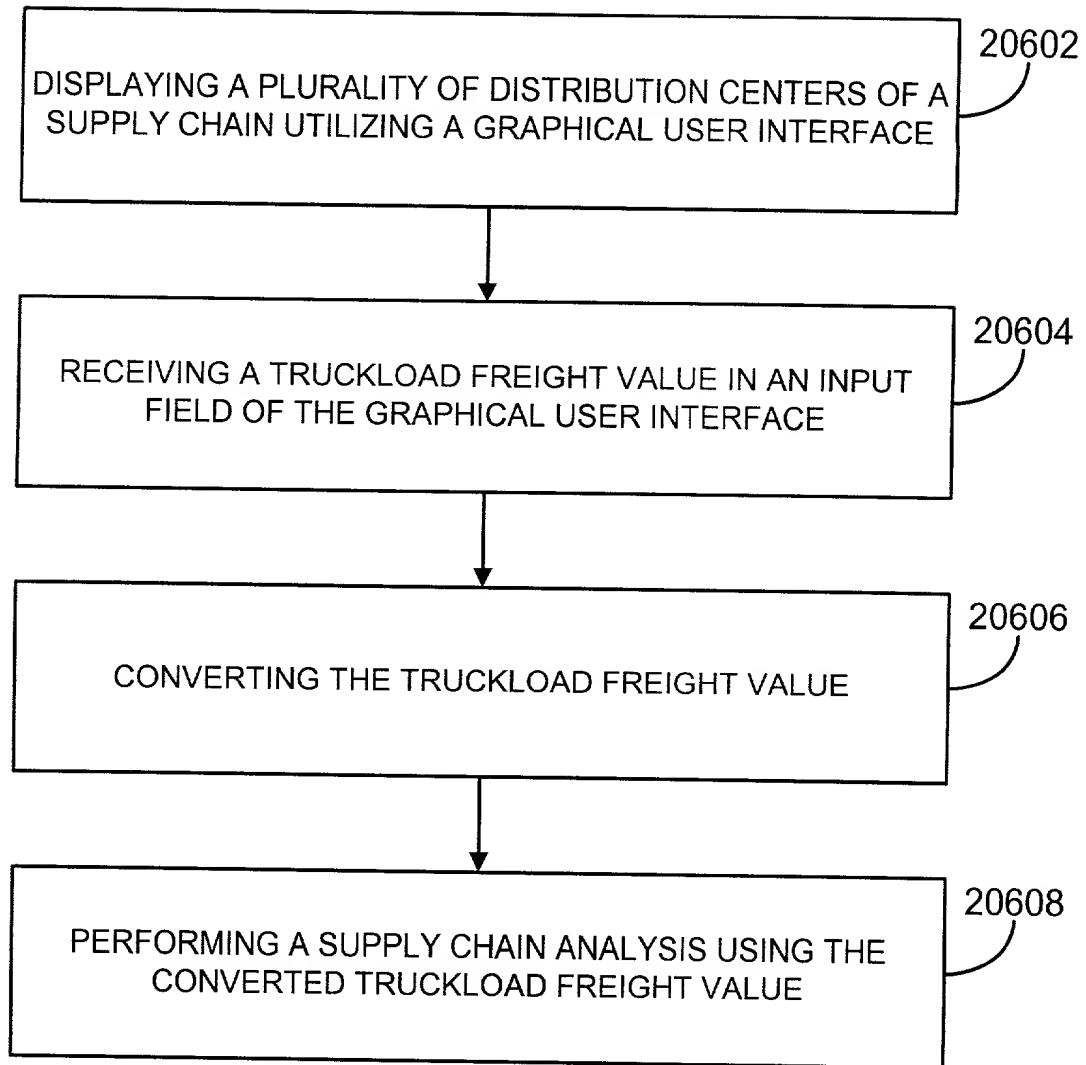 20602
DISPLAYING A PLURALITY OF DISTRIBUTION CENTERS OF A
SUPPLY CHAIN UTILIZING A GRAPHICAL USER INTERFACE
20604
RECEIVING A TRUCKLOAD FREIGHT VALUE IN AN INPUT
FIELD OF THE GRAPHICAL USER INTERFACE
20606
CONVERTING THE TRUCKLOAD FREIGHT VALUE
20608
PERFORMING A SUPPLY CHAIN ANALYSIS USING THE
CONVERTED TRUCKLOAD FREIGHT VALUE